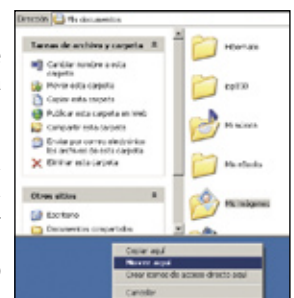 Dirección Mis documentos
Tareas de archivo y carpeta
Cambiar nombre a esta carpeta
Mover esta carpeta
Copiar esta carpeta
Publicar esta carpeta en Web
Compartir esta carpeta
Enviar por correo electrónico
los archivos de esta carpeta
Eliminar esta carpeta
Otros sitios
Escritorio
Documentos compartidos
Hibernate
Mi música
Mis eBooks
Mis imágenes
Copiar aquí
Mover aquí
Crear iconos de acceso directo aquí
Cancelar